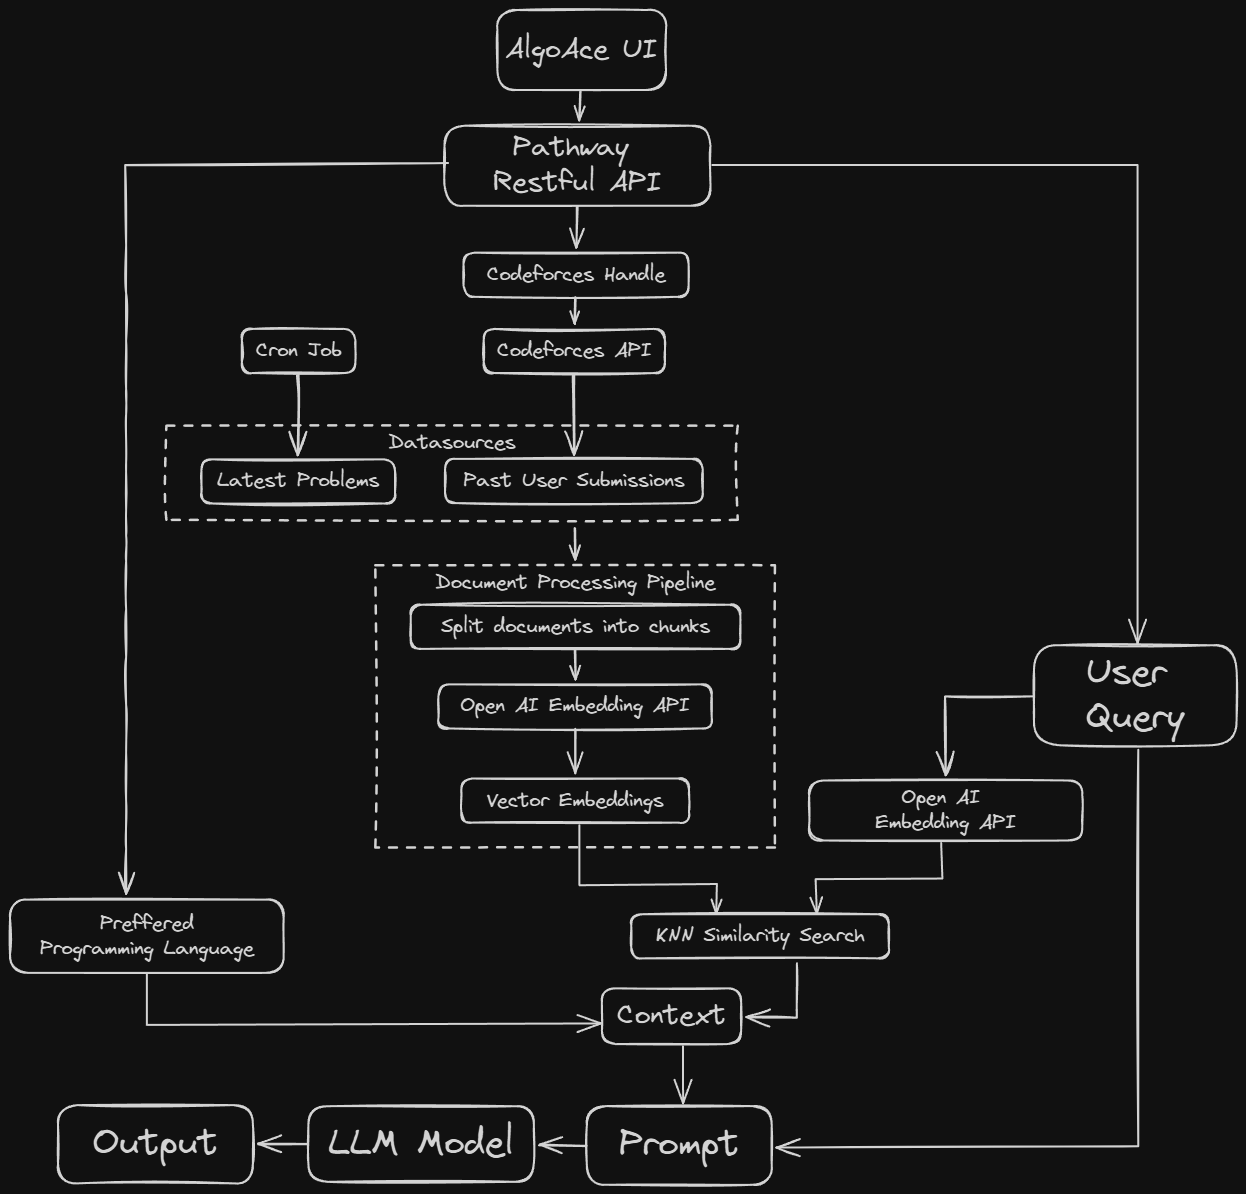 AlgoAce UI
Pathway
Restful API
Codeforces Handle
Cron Job
Codeforces API
Datasources
Latest Problems
Past User Submissions
Document Processing Pipeline
Split documents into chunks
Open AI Embedding API
Vector Embeddings
User
Query
Open AI
Embedding API
Preffered
Programming Language
KNN Similarity Search
Context
Output
LLM Model
Prompt